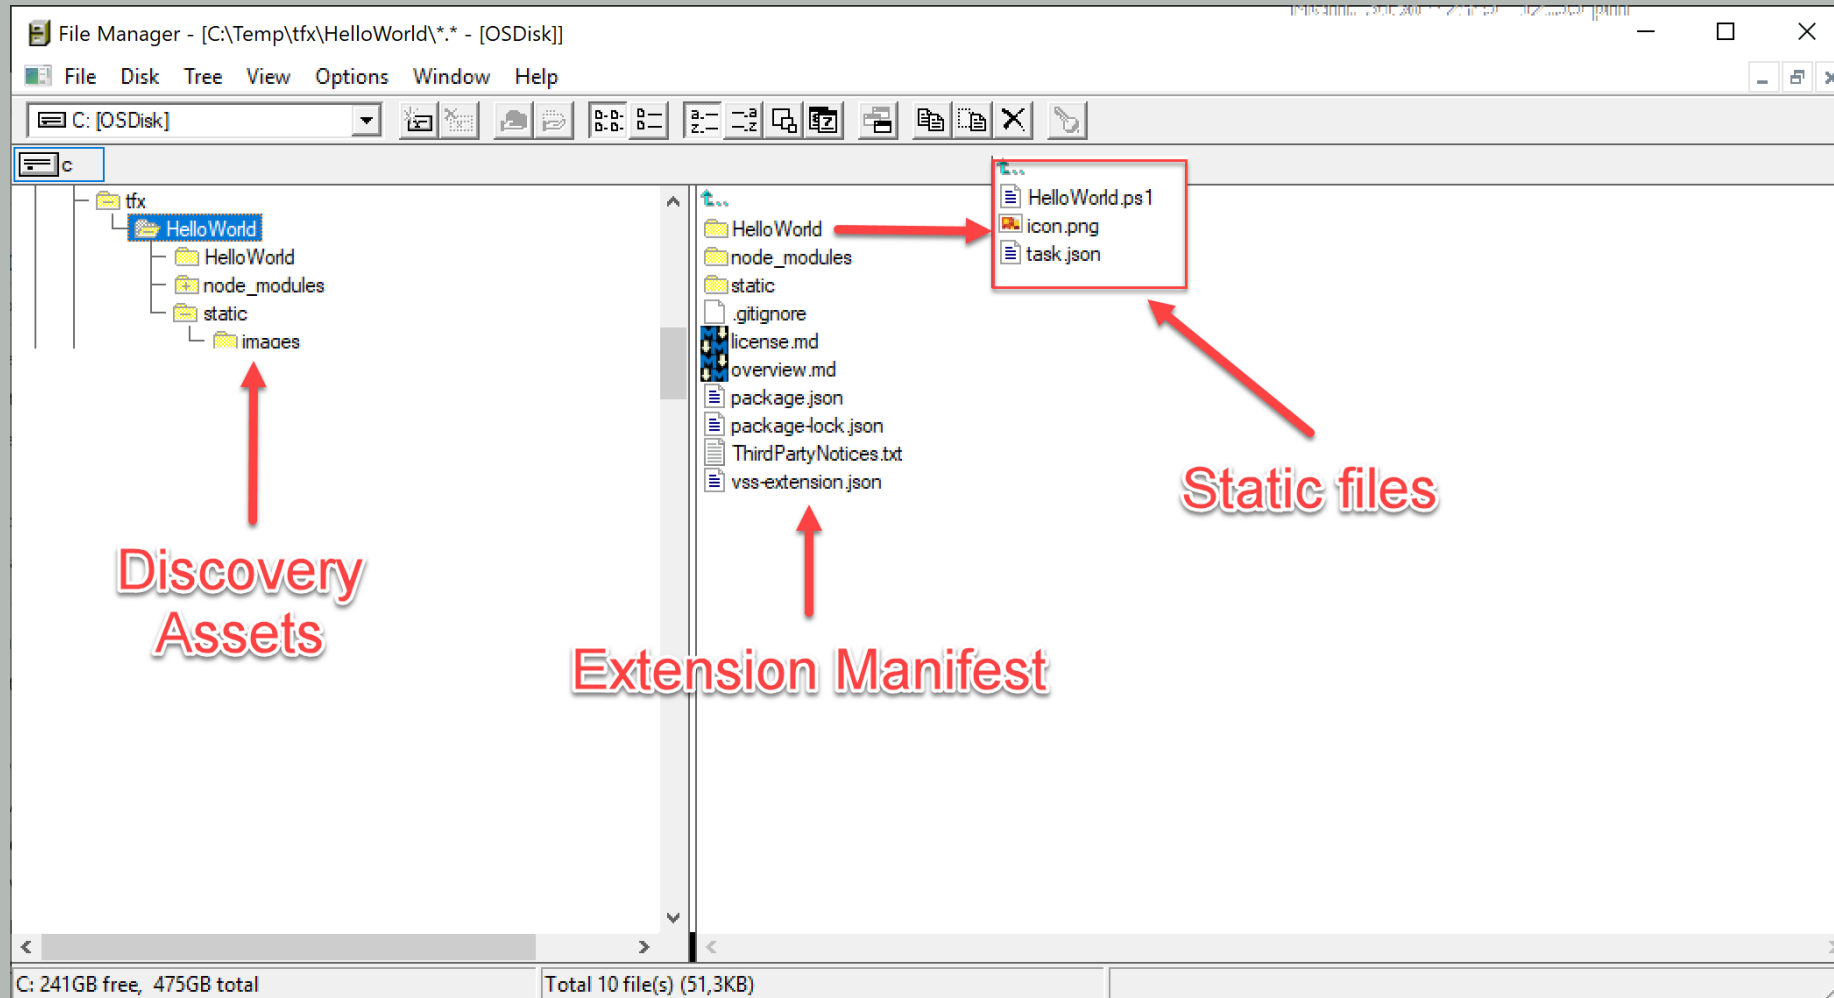 File Manager - [C:\Temp\tfx\HelloWorld\*.* - [OSDisk]]
File Disk Tree View Options Window Help
C: [OSDisk]
c
tfx
HelloWorld
HelloWorld
node_modules
static
images
..
HelloWorld
node_modules
static
.gitignore
license.md
overview.md
package.json
package-lock.json
ThirdPartyNotices.txt
vss-extension.json
..
HelloWorld.ps1
icon.png
task.json
Discovery
Assets
Extension Manifest
Static files
C: 241GB free, 475GB total
Total 10 file(s) (51,3KB)